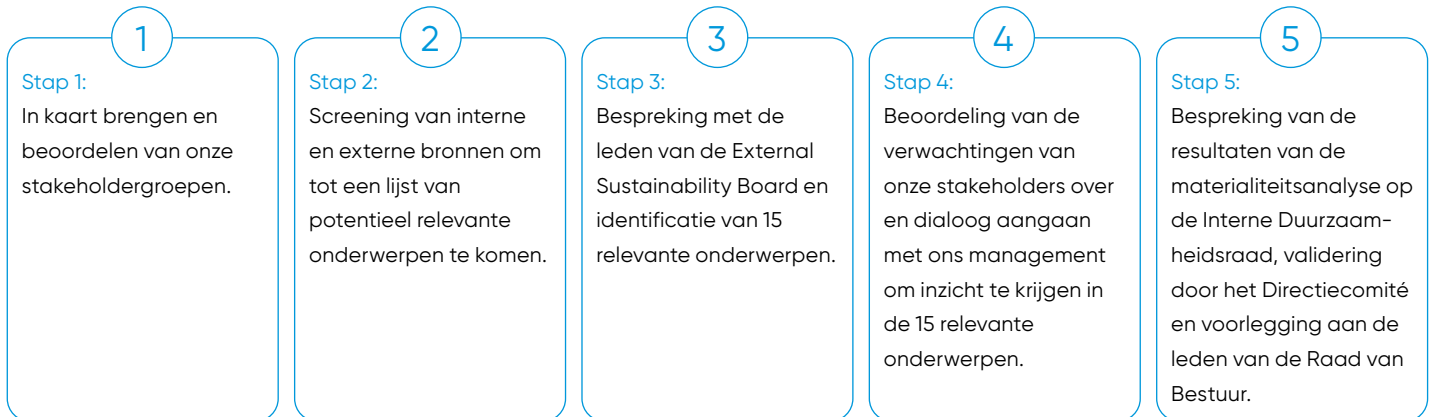 1
Stap 1:
In kaart brengen en
beoordelen van onze
stakeholdergroepen.
2
Stap 2:
Screening van interne
en externe bronnen om
tot een lijst van
potentieel relevante
onderwerpen te komen.
3
Stap 3:
Bespreking met de
leden van de External
Sustainability Board en
identificatie van 15
relevante onderwerpen.
4
Stap 4:
Beoordeling van de
verwachtingen van
onze stakeholders over
en dialoog aangaan
met ons management
om inzicht te krijgen in
de 15 relevante
onderwerpen.
5
Stap 5:
Bespreking van de
resultaten van de
materialiteitsanalyse op
de Interne Duurzaam-
heidsraad, validering
door het Directiecomité
en voorlegging aan de
leden van de Raad van
Bestuur.